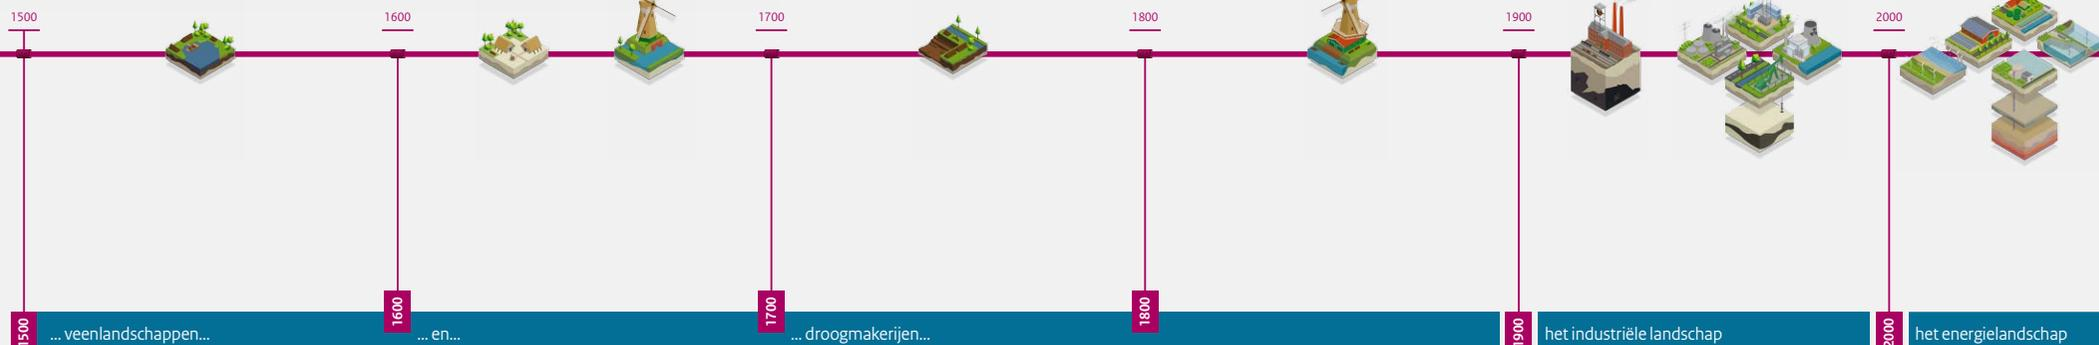 1500
1600
1700
1800
1900
2000
1500
1600
1700
1800
1900
2000
... veenlandschappen...
... en...
... droogmakerijen...
het industriële landschap
het energielandschap